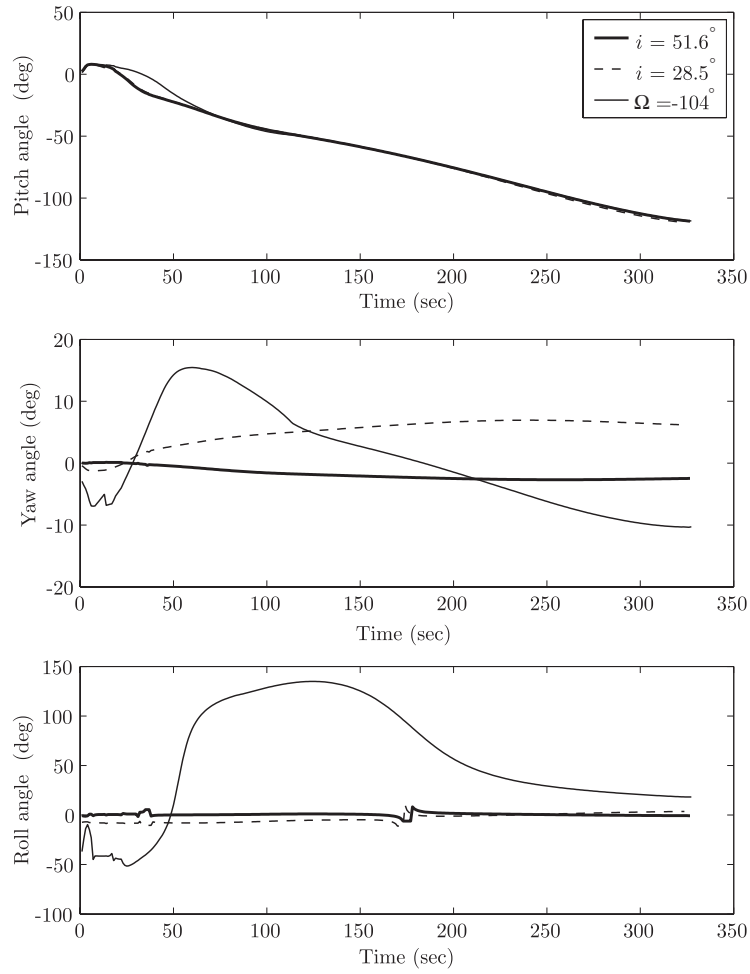 50
0
-50
-100
-150
Pitch angle (deg)
i = 51.6°
i = 28.5°
Ω =-104°
0 50 100 150 200 250 300 350
Time (sec)
20
10
0
-10
-20
Yaw angle (deg)
0 50 100 150 200 250 300 350
Time (sec)
150
100
50
0
-50
-100
Roll angle (deg)
0 50 100 150 200 250 300 350
Time (sec)